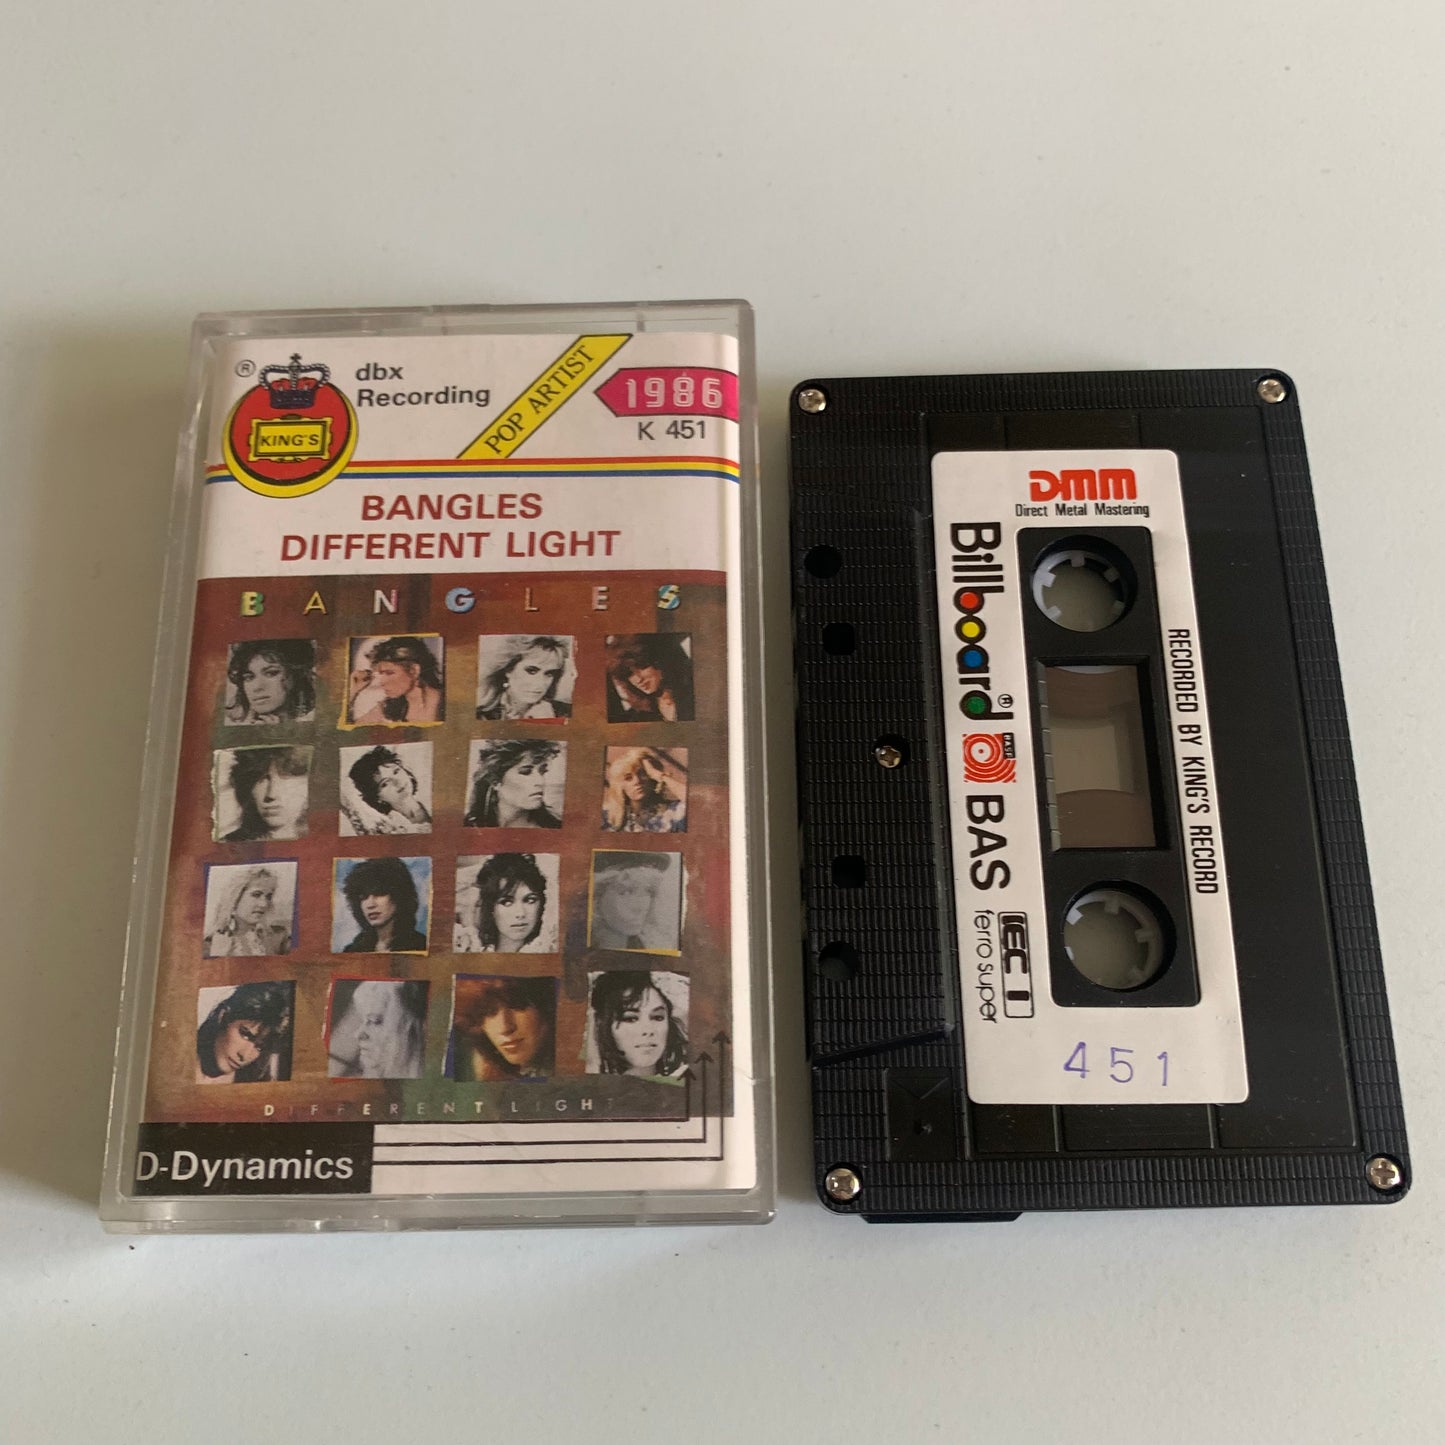 ®
KING'S
dbx
Recording
POP ARTIST
1986
K 451
BANGLES
DIFFERENT LIGHT
BANGLES
DIFFERENT LIGHT
D-Dynamics
DMM
Direct Metal Mastering
Billboard® BASF BAS
ferro super IEC I
RECORDED BY KING'S RECORD
451